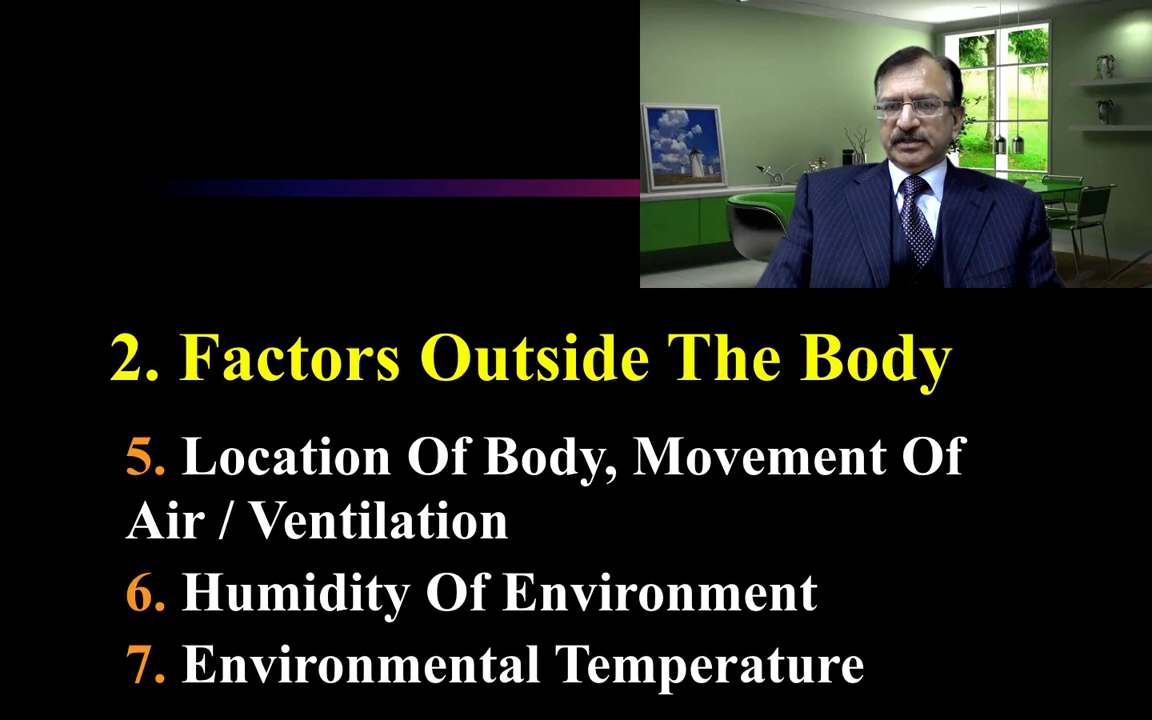 2. Factors Outside The Body
5. Location Of Body, Movement Of
Air / Ventilation
6. Humidity Of Environment
7. Environmental Temperature